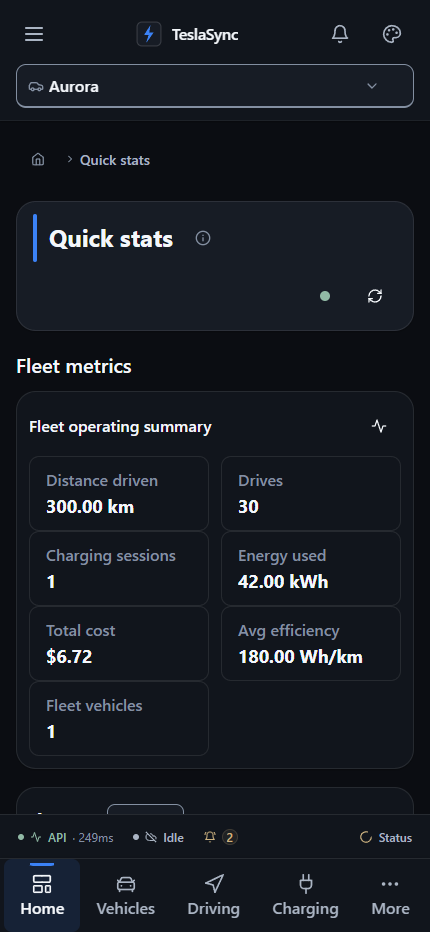 TeslaSync
Aurora
Quick stats
Quick stats
Fleet metrics
Fleet operating summary
Distance driven
300.00 km
Drives
30
Charging sessions
1
Energy used
42.00 kWh
Total cost
$6.72
Avg efficiency
180.00 Wh/km
Fleet vehicles
1
API · 249ms
Idle
2
Status
Home
Vehicles
Driving
Charging
More